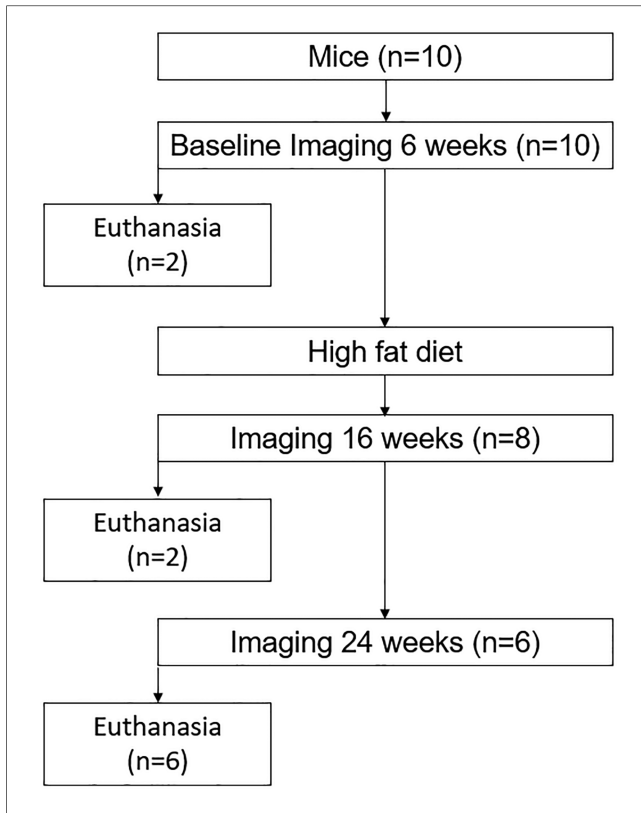 Mice (n=10)
Baseline Imaging 6 weeks (n=10)
Euthanasia
(n=2)
High fat diet
Imaging 16 weeks (n=8)
Euthanasia
(n=2)
Imaging 24 weeks (n=6)
Euthanasia
(n=6)